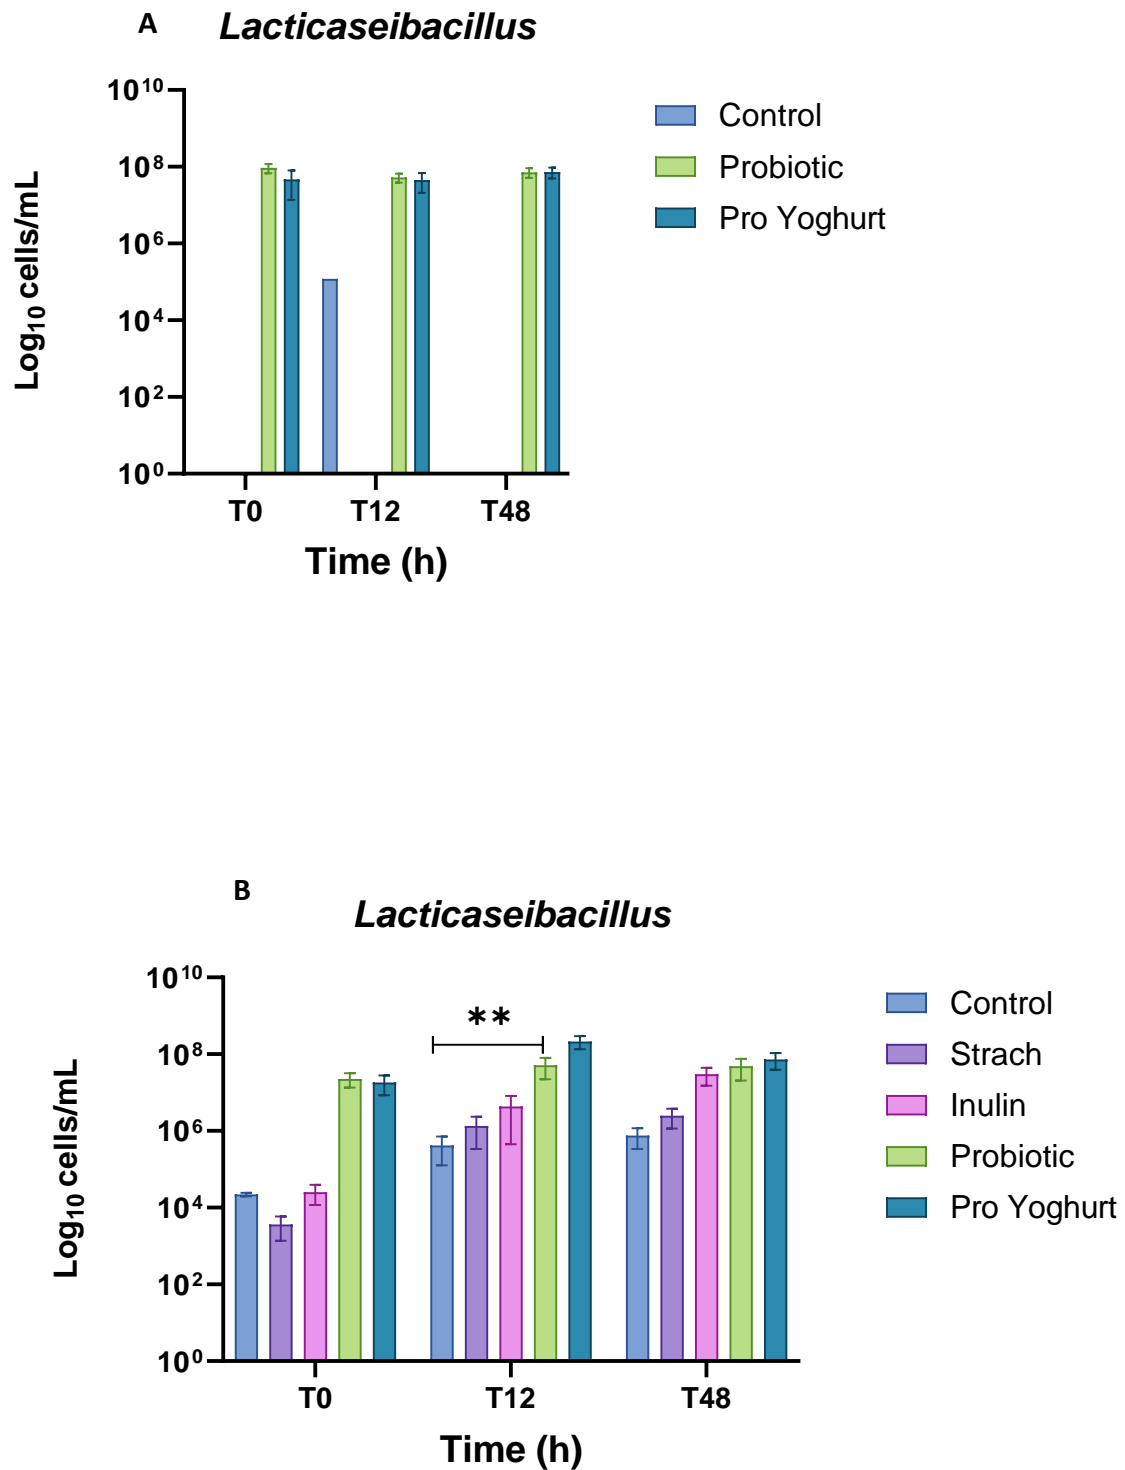 A
Lacticaseibacillus
Log₁₀ cells/mL
10¹⁰
10⁸
10⁶
10⁴
10²
10⁰
T0 T12 T48
Time (h)
Control
Probiotic
Pro Yoghurt
B
Lacticaseibacillus
Log₁₀ cells/mL
10¹⁰
10⁸
10⁶
10⁴
10²
10⁰
**
T0 T12 T48
Time (h)
Control
Strach
Inulin
Probiotic
Pro Yoghurt